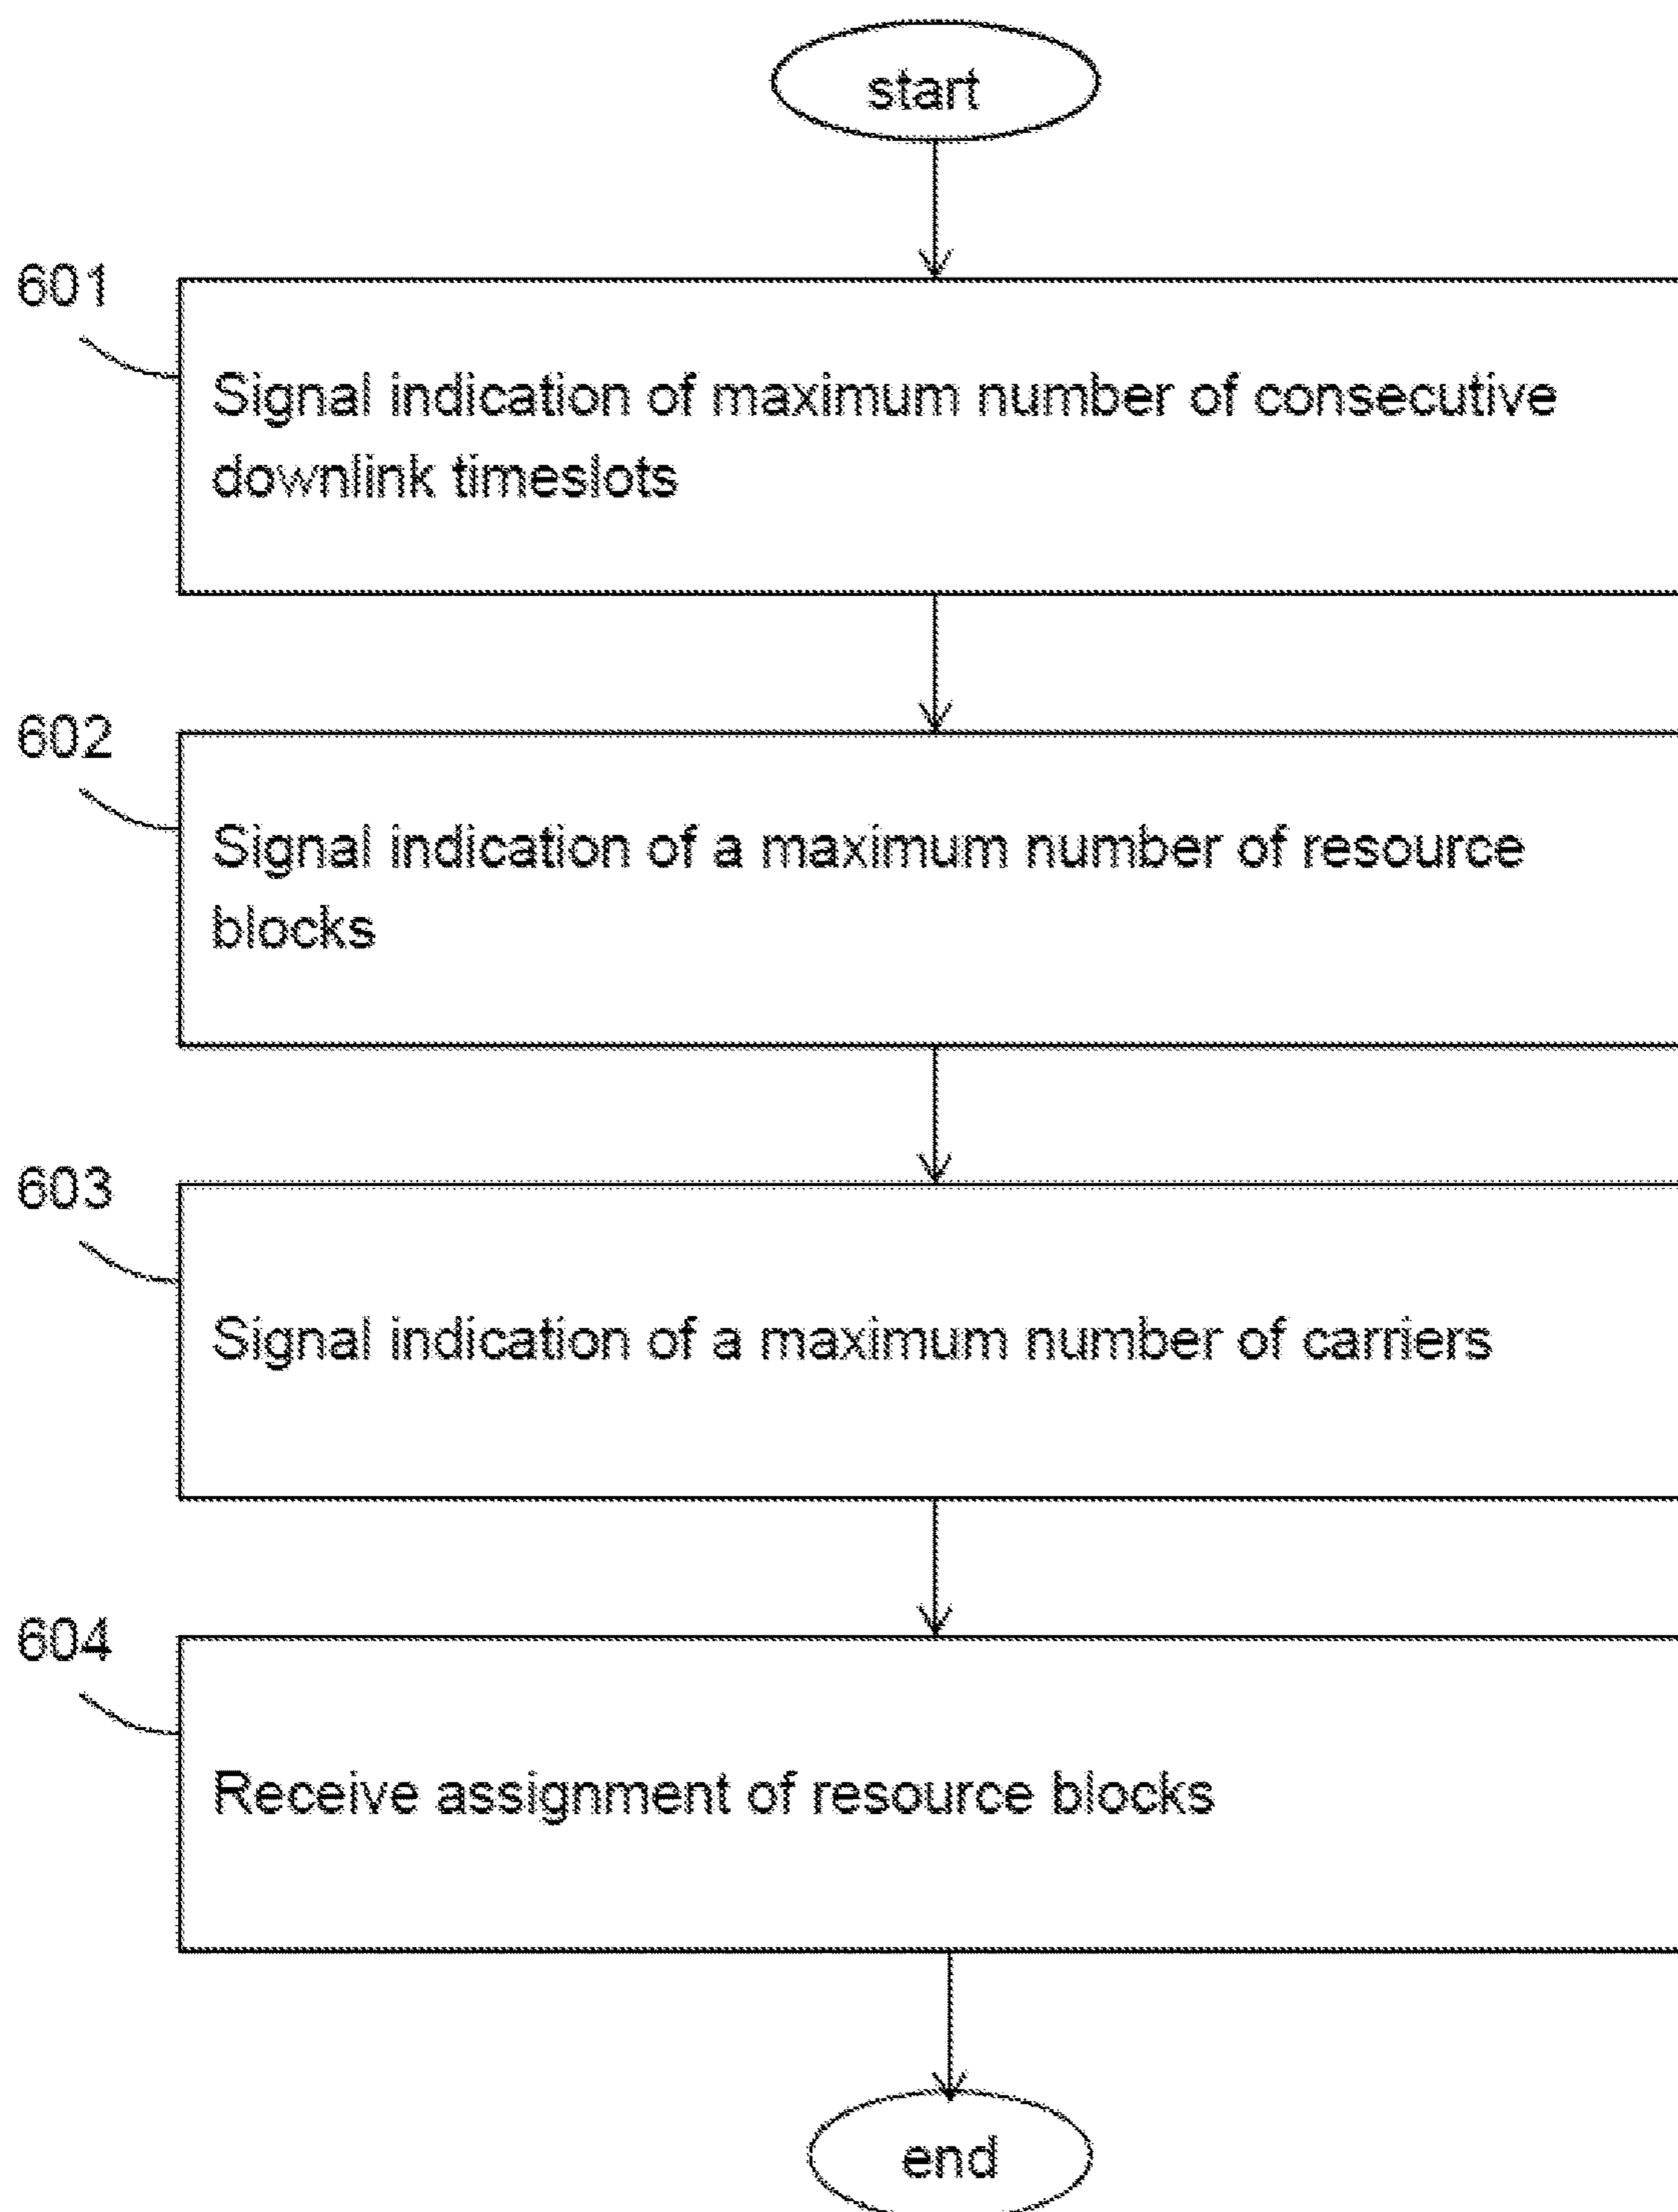 start
601
Signal indication of maximum number of consecutive
downlink timeslots
602
Signal indication of a maximum number of resource
blocks
603
Signal indication of a maximum number of carriers
604
Receive assignment of resource blocks
end